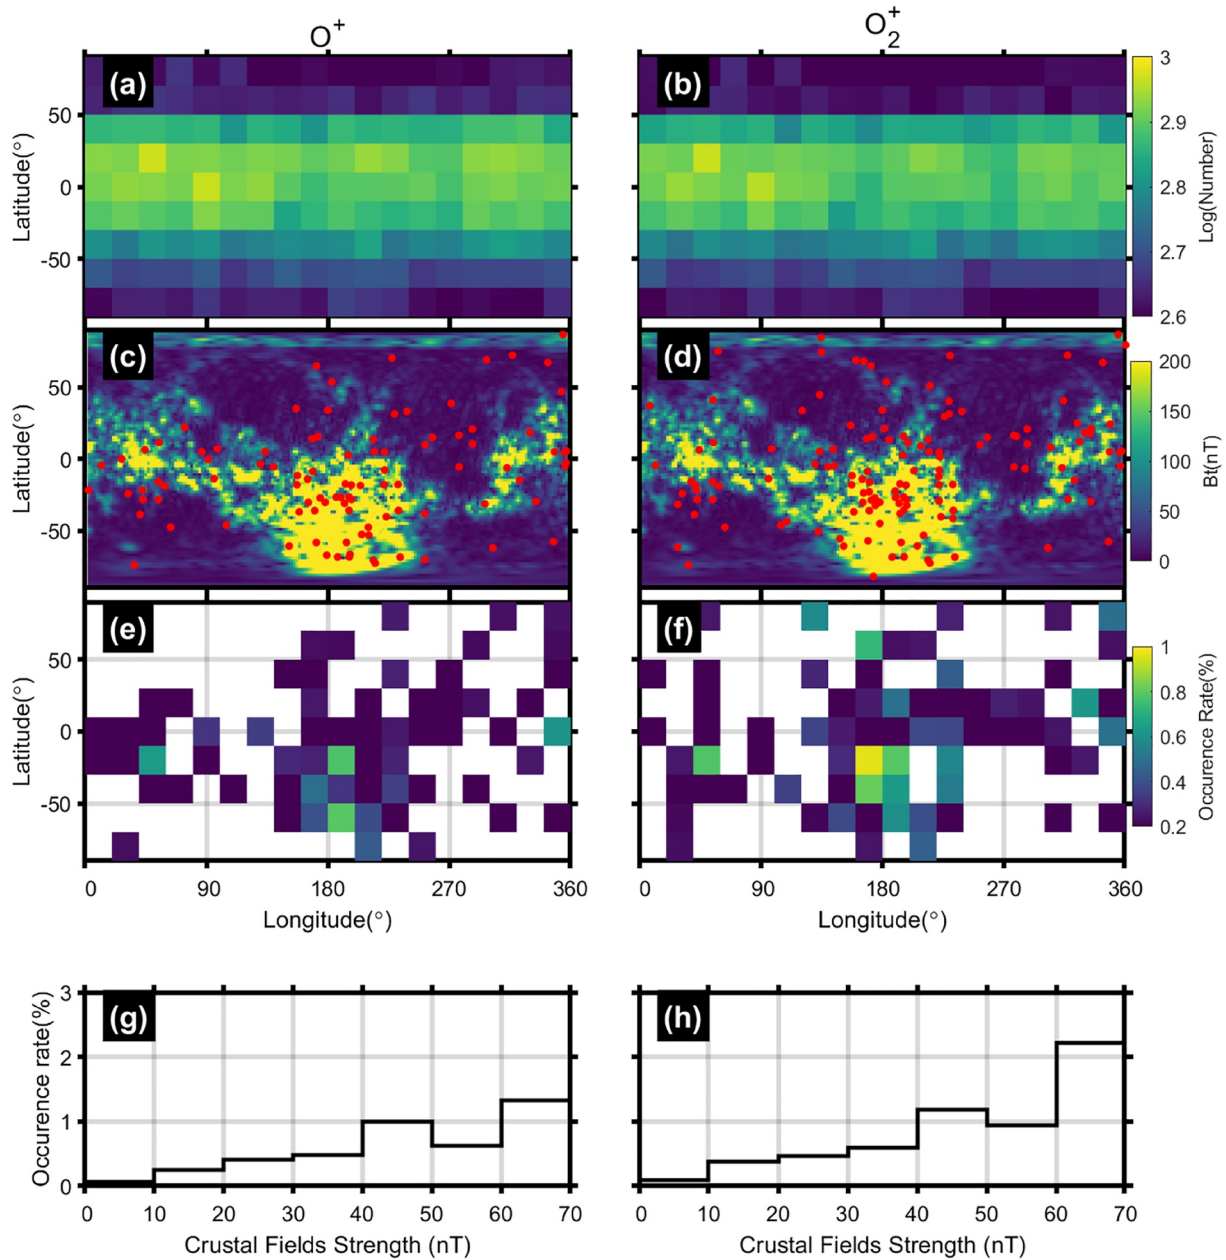 O+
O2+
(a)
(b)
50
0
-50
Latitude(°)
3
2.9
2.8
2.7
2.6
Log(Number)
(c)
(d)
50
0
-50
Latitude(°)
200
150
100
50
0
Bt(nT)
(e)
(f)
50
0
-50
Latitude(°)
1
0.8
0.6
0.4
0.2
Occurence Rate(%)
0 90 180 270 360
0 90 180 270 360
Longitude(°)
Longitude(°)
(g)
(h)
3
2
1
0
Occurence rate(%)
0 10 20 30 40 50 60 70
0 10 20 30 40 50 60 70
Crustal Fields Strength (nT)
Crustal Fields Strength (nT)